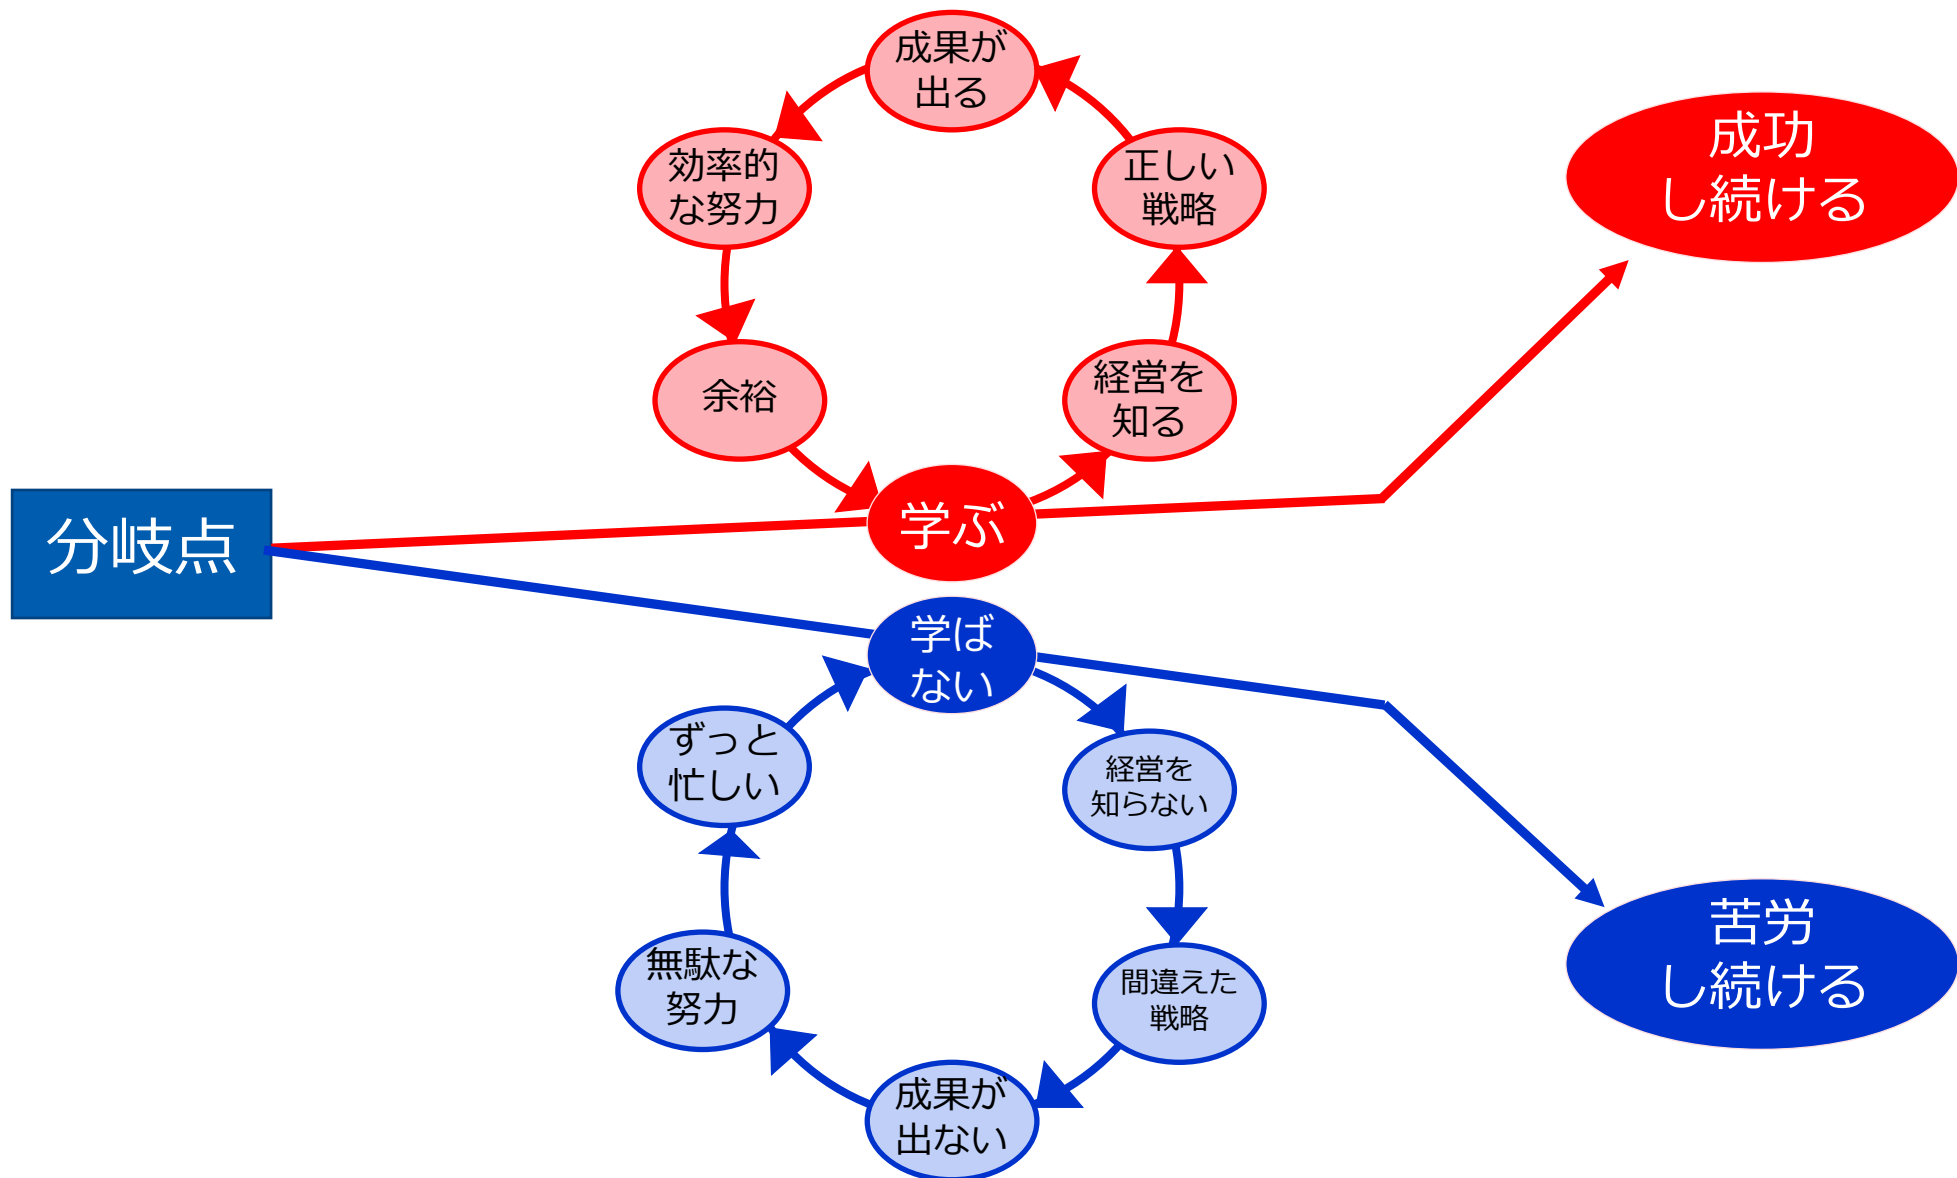 成果が
出る
効率的
な努力
正しい
戦略
成功
し続ける
余裕
経営を
知る
分岐点
学ぶ
学ば
ない
ずっと
忙しい
経営を
知らない
無駄な
努力
間違えた
戦略
苦労
し続ける
成果が
出ない